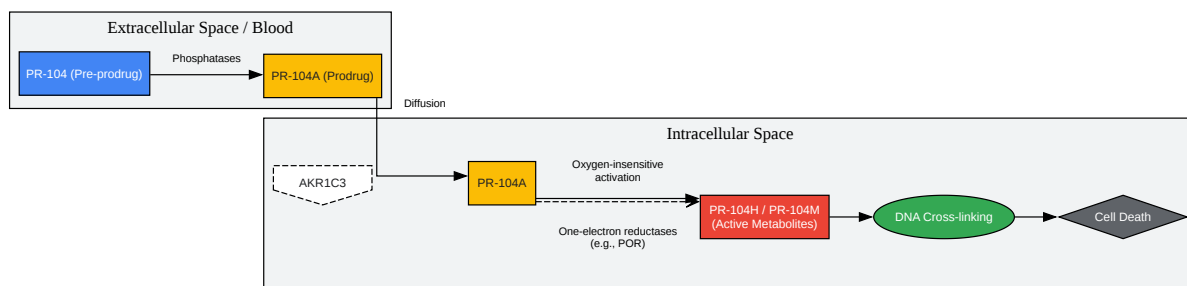 Extracellular Space / Blood
PR-104 (Pre-prodrug)
Phosphatases
PR-104A (Prodrug)
Diffusion
Intracellular Space
AKR1C3
PR-104A
Oxygen-insensitive
activation
One-electron reductases
(e.g., POR)
PR-104H / PR-104M
(Active Metabolites)
DNA Cross-linking
Cell Death